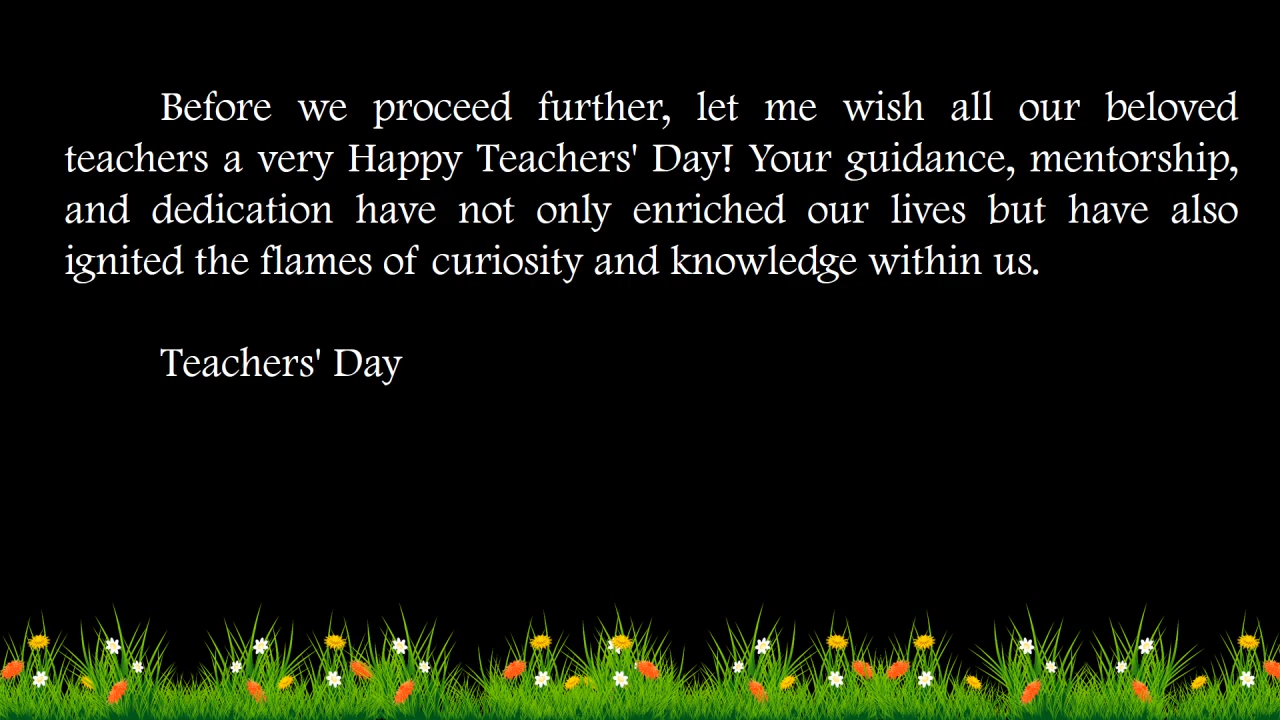 Before we proceed further, let me wish all our beloved
teachers a very Happy Teachers' Day! Your guidance, mentorship,
and dedication have not only enriched our lives but have also
ignited the flames of curiosity and knowledge within us.
Teachers' Day